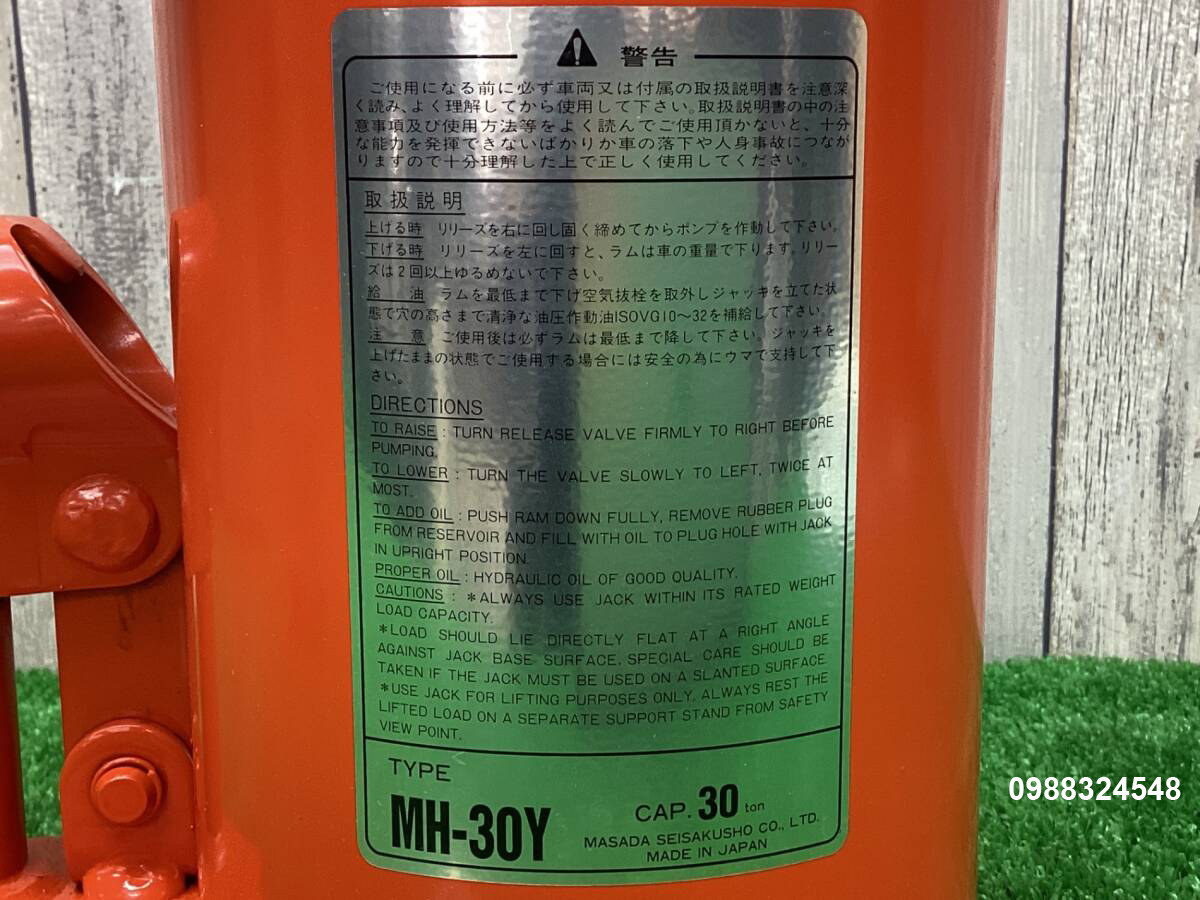 警告
ご使用になる前に必ず車両又は付属の取扱説明書を注意深
く読み、よく理解してから使用して下さい。取扱説明書の中の注
意事項及び使用方法等をよく読んでご使用頂かないと、十分
な能力を発揮できないばかりか車の落下や人身事故につなが
りますので十分理解した上で正しく使用してください。
取扱説明
上げる時 リリーズを右に回し固く締めてからポンプを作動して下さい。
下げる時 リリーズを左に回すと、ラムは車の重量で下ります。リリー
ズは2回以上ゆるめないで下さい。
給 油 ラムを最低まで下げ空気抜栓を取外しジャッキを立てた状
態で穴の高さまで清浄な油圧作動油ISOVG10～32を補給して下さい。
注 意 ご使用後は必ずラムは最低まで降して下さい。ジャッキを
上げたままの状態でご使用する場合には安全の為にウマで支持して下
さい。
DIRECTIONS
TO RAISE : TURN RELEASE VALVE FIRMLY TO RIGHT BEFORE
PUMPING.
TO LOWER : TURN THE VALVE SLOWLY TO LEFT, TWICE AT
MOST.
TO ADD OIL : PUSH RAM DOWN FULLY, REMOVE RUBBER PLUG
FROM RESERVOIR AND FILL WITH OIL TO PLUG HOLE WITH JACK
IN UPRIGHT POSITION.
PROPER OIL : HYDRAULIC OIL OF GOOD QUALITY.
CAUTIONS : *ALWAYS USE JACK WITHIN ITS RATED WEIGHT
LOAD CAPACITY.
*LOAD SHOULD LIE DIRECTLY FLAT AT A RIGHT ANGLE
AGAINST JACK BASE SURFACE. SPECIAL CARE SHOULD BE
TAKEN IF THE JACK MUST BE USED ON A SLANTED SURFACE.
*USE JACK FOR LIFTING PURPOSES ONLY. ALWAYS REST THE
LIFTED LOAD ON A SEPARATE SUPPORT STAND FROM SAFETY
VIEW POINT.
TYPE
MH-30Y
CAP. 30 ton
MASADA SEISAKUSHO CO., LTD.
MADE IN JAPAN
0988324548